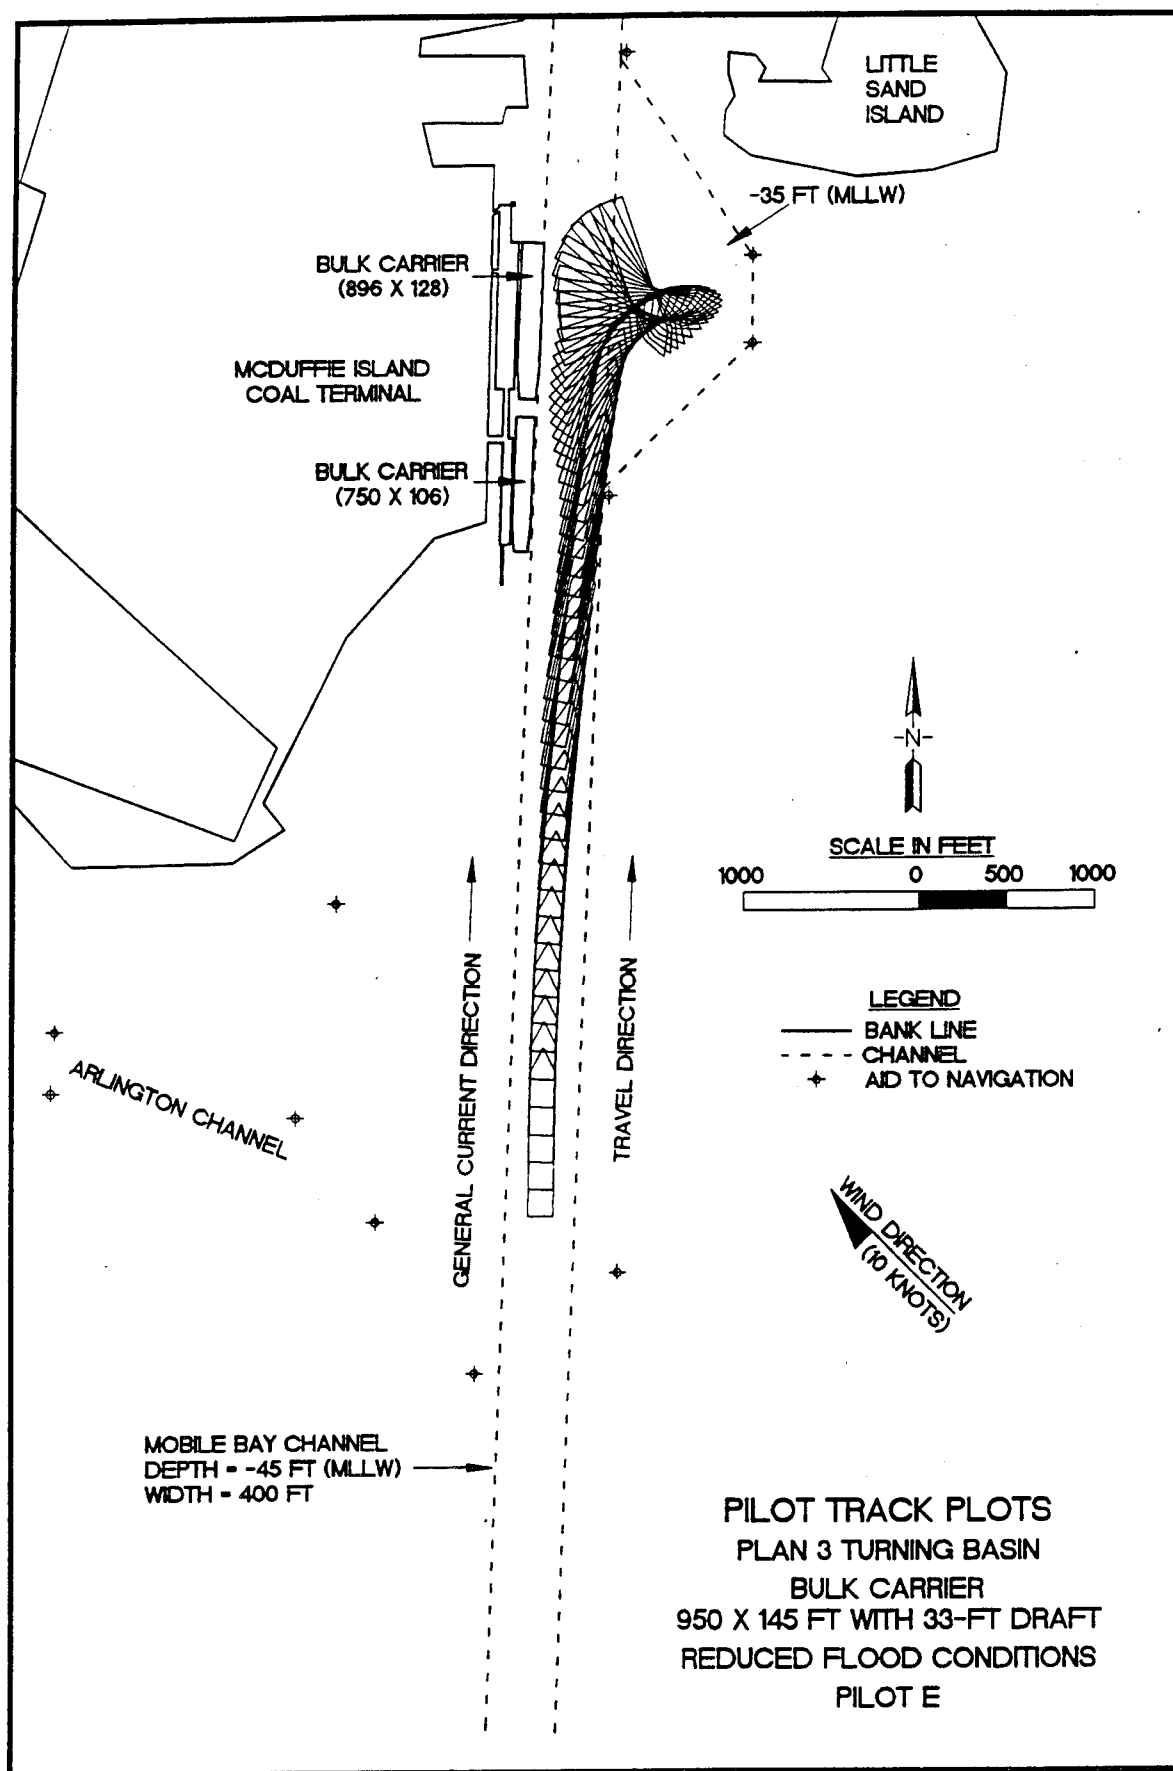 LITTLE
SAND
ISLAND
-35 FT (MLLW)
BULK CARRIER
(896 X 128)
MCDUFFIE ISLAND
COAL TERMINAL
BULK CARRIER
(750 X 106)
-N-
SCALE IN FEET
1000 0 500 1000
GENERAL CURRENT DIRECTION
TRAVEL DIRECTION
LEGEND
BANK LINE
CHANNEL
AID TO NAVIGATION
ARLINGTON CHANNEL
WIND DIRECTION
(10 KNOTS)
MOBILE BAY CHANNEL
DEPTH = -45 FT (MLLW)
WIDTH = 400 FT
PILOT TRACK PLOTS
PLAN 3 TURNING BASIN
BULK CARRIER
950 X 145 FT WITH 33-FT DRAFT
REDUCED FLOOD CONDITIONS
PILOT E